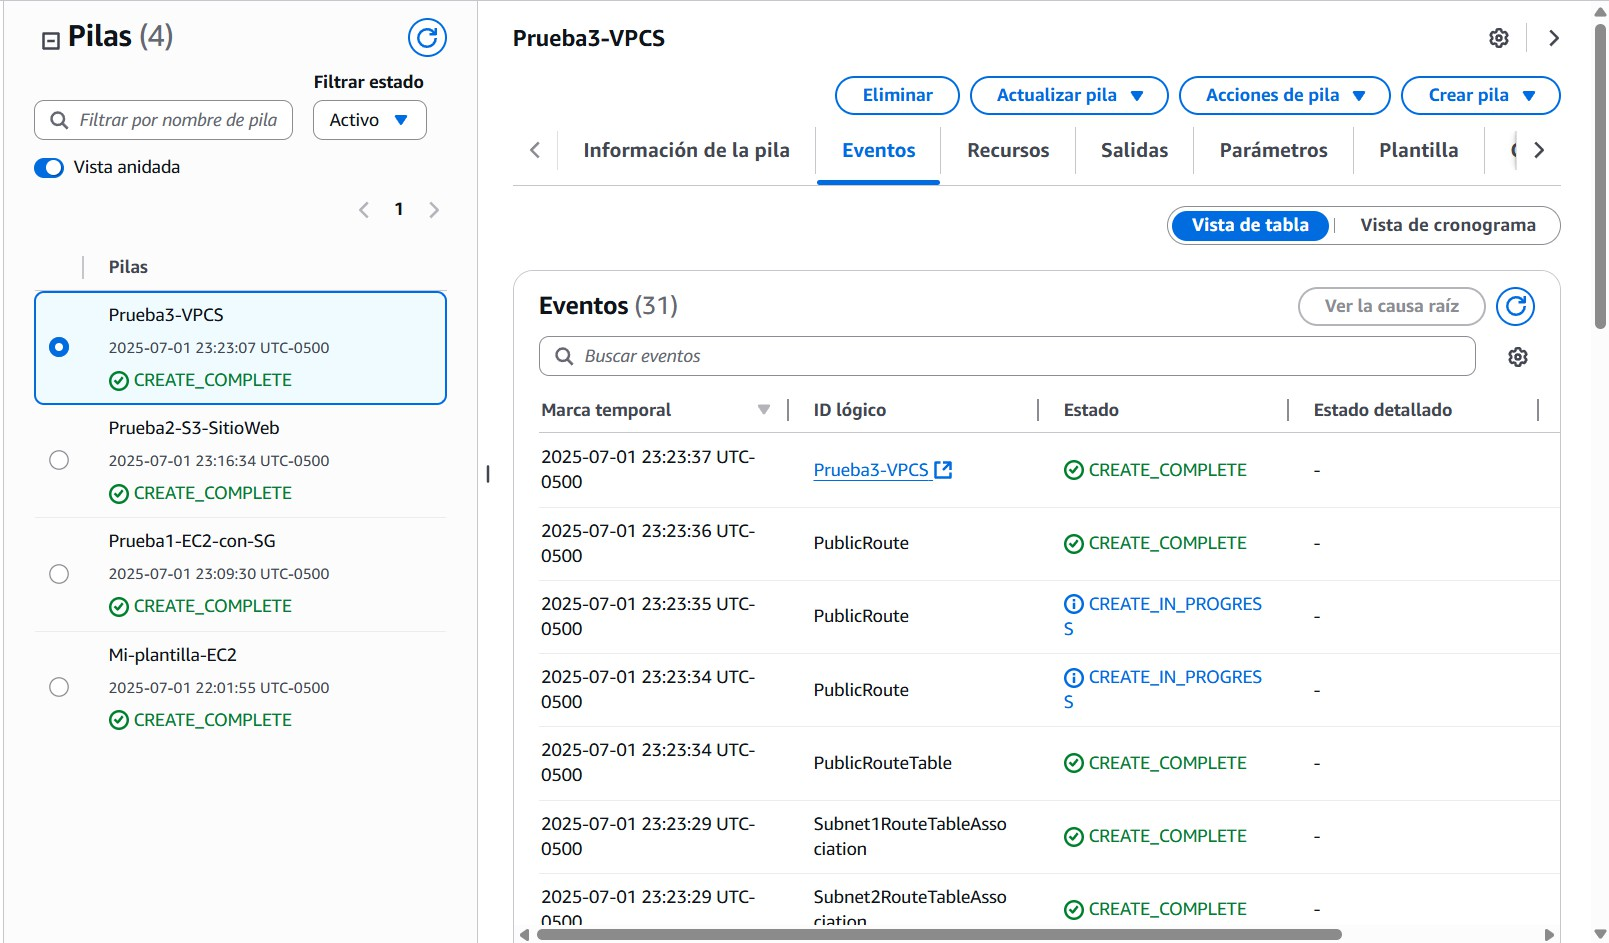 Pilas (4)
Filtrar estado
Filtrar por nombre de pila
Activo
Vista anidada
1
Pilas
Prueba3-VPCS
2025-07-01 23:23:07 UTC-0500
CREATE_COMPLETE
Prueba2-S3-SitioWeb
2025-07-01 23:16:34 UTC-0500
CREATE_COMPLETE
Prueba1-EC2-con-SG
2025-07-01 23:09:30 UTC-0500
CREATE_COMPLETE
Mi-plantilla-EC2
2025-07-01 22:01:55 UTC-0500
CREATE_COMPLETE
Prueba3-VPCS
Eliminar Actualizar pila Acciones de pila Crear pila
Información de la pila Eventos Recursos Salidas Parámetros Plantilla
Vista de tabla Vista de cronograma
Eventos (31)
Ver la causa raíz
Buscar eventos
Marca temporal ID lógico Estado Estado detallado
2025-07-01 23:23:37 UTC-
0500
Prueba3-VPCS
CREATE_COMPLETE
-
2025-07-01 23:23:36 UTC-
0500
PublicRoute
CREATE_COMPLETE
-
2025-07-01 23:23:35 UTC-
0500
PublicRoute
CREATE_IN_PROGRES
S
-
2025-07-01 23:23:34 UTC-
0500
PublicRoute
CREATE_IN_PROGRES
S
-
2025-07-01 23:23:34 UTC-
0500
PublicRouteTable
CREATE_COMPLETE
-
2025-07-01 23:23:29 UTC-
0500
Subnet1RouteTableAsso
ciation
CREATE_COMPLETE
-
2025-07-01 23:23:29 UTC-
0500
Subnet2RouteTableAsso
ciation
CREATE_COMPLETE
-